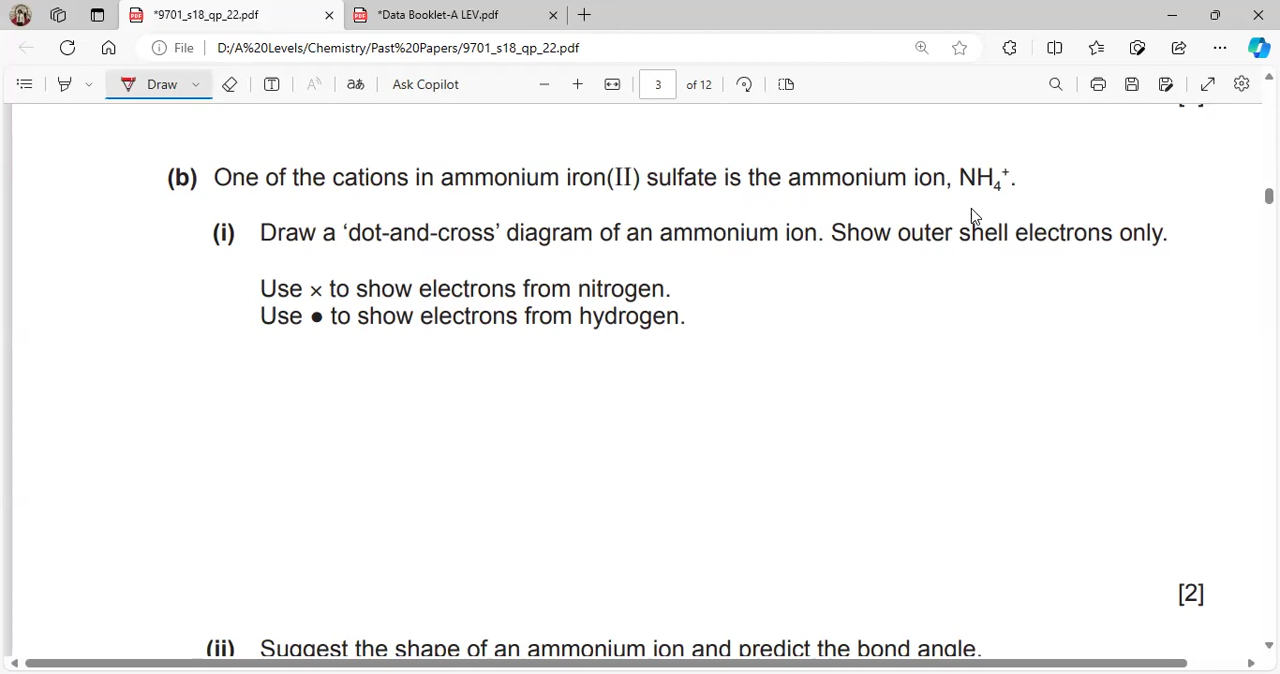 *9701_s18_qp_22.pdf
*Data Booklet-A LEV.pdf
File
D:/A%20Levels/Chemistry/Past%20Papers/9701_s18_qp_22.pdf
Draw
aあ
Ask Copilot
3 of 12
(b) One of the cations in ammonium iron(II) sulfate is the ammonium ion, NH₄⁺.
(i) Draw a ‘dot-and-cross’ diagram of an ammonium ion. Show outer shell electrons only.
Use × to show electrons from nitrogen.
Use ● to show electrons from hydrogen.
[2]
(ii) Suggest the shape of an ammonium ion and predict the bond angle.